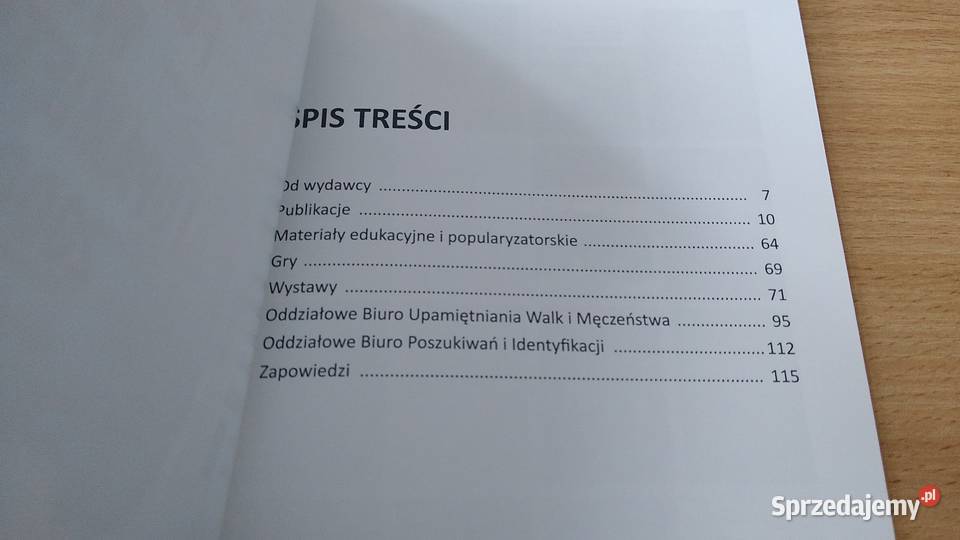 SPIS TREŚCI
Od wydawcy ........................................................................... 7
Publikacje ............................................................................... 10
Materiały edukacyjne i popularyzatorskie .................................. 64
Gry ......................................................................................... 69
Wystawy ................................................................................. 71
Oddziałowe Biuro Upamiętniania Walk i Męczeństwa .................. 95
Oddziałowe Biuro Poszukiwań i Identyfikacji .............................. 112
Zapowiedzi .............................................................................. 115
Sprzedajemy.pl